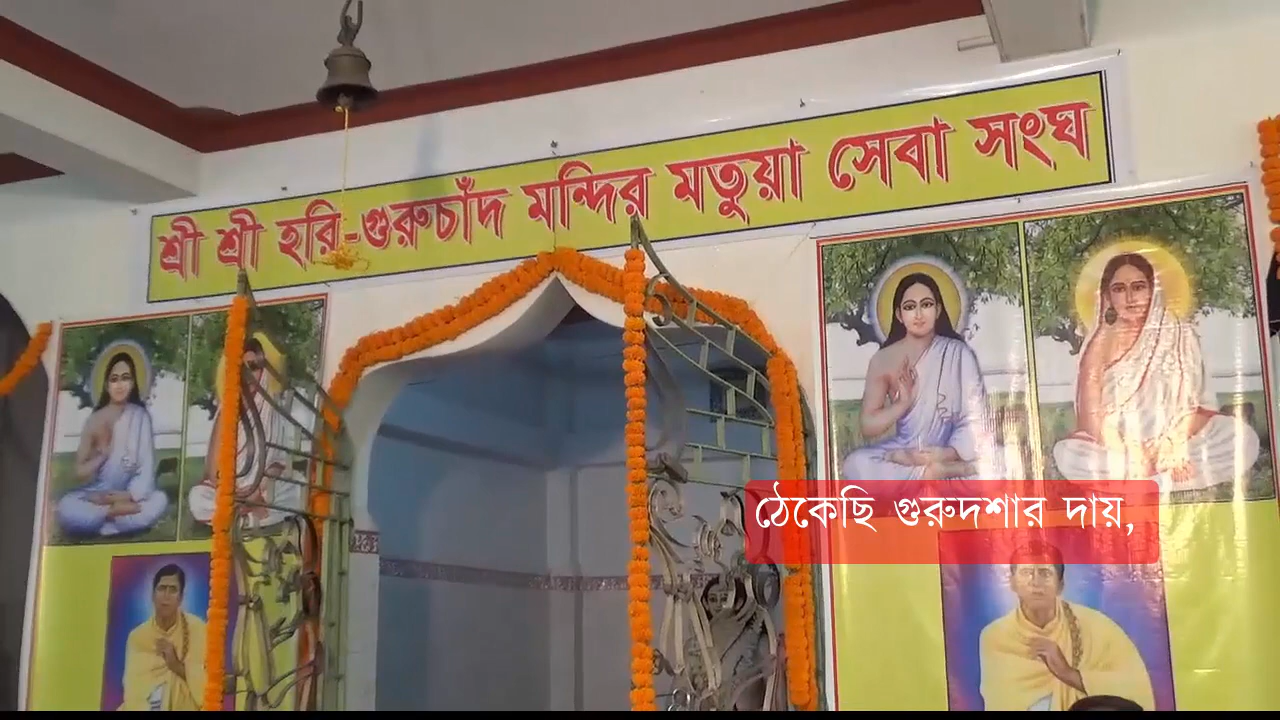 শ্রী শ্রী হরি-গুরুচাঁদ মন্দির মতুয়া সেবা সংঘ
ঠেকেছি গুরুদশার দায়,